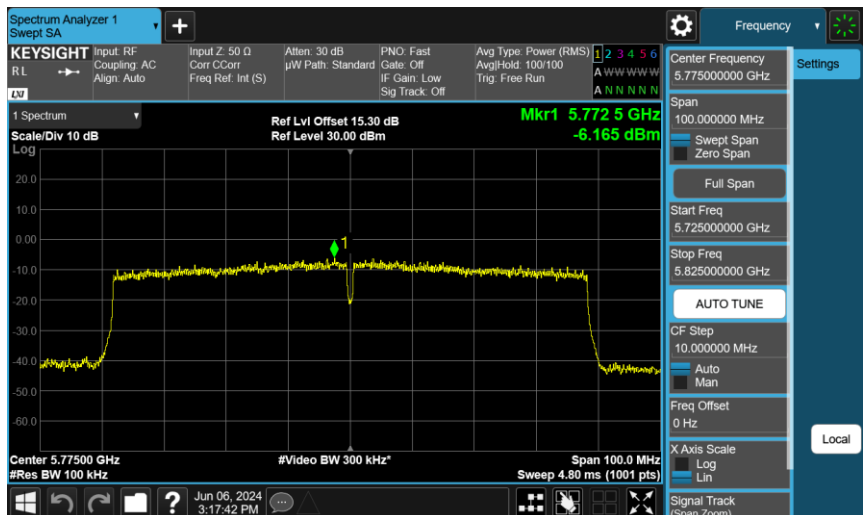 Spectrum Analyzer 1
Swept SA
+
Frequency
KEYSIGHT
RL
LXI
Input: RF
Coupling: AC
Align: Auto
Input Z: 50 Ω
Corr CCorr
Freq Ref: Int (S)
Atten: 30 dB
µW Path: Standard
PNO: Fast
Gate: Off
IF Gain: Low
Sig Track: Off
Avg Type: Power (RMS)
Avg|Hold: 100/100
Trig: Free Run
1 2 3 4 5 6
A W W W W W
A N N N N N
1 Spectrum
Scale/Div 10 dB
Log
Ref Lvl Offset 15.30 dB
Ref Level 30.00 dBm
Mkr1 5.772 5 GHz
-6.165 dBm
20.0
10.0
0.00
-10.0
-20.0
-30.0
-40.0
-50.0
-60.0
1
Center 5.77500 GHz
#Res BW 100 kHz
#Video BW 300 kHz*
Span 100.0 MHz
Sweep 4.80 ms (1001 pts)
?
Jun 06, 2024
3:17:42 PM
Center Frequency
5.775000000 GHz
Settings
Span
100.000000 MHz
Swept Span
Zero Span
Full Span
Start Freq
5.725000000 GHz
Stop Freq
5.825000000 GHz
AUTO TUNE
CF Step
10.000000 MHz
Auto
Man
Freq Offset
0 Hz
Local
X Axis Scale
Log
Lin
Signal Track
(Span Zoom)